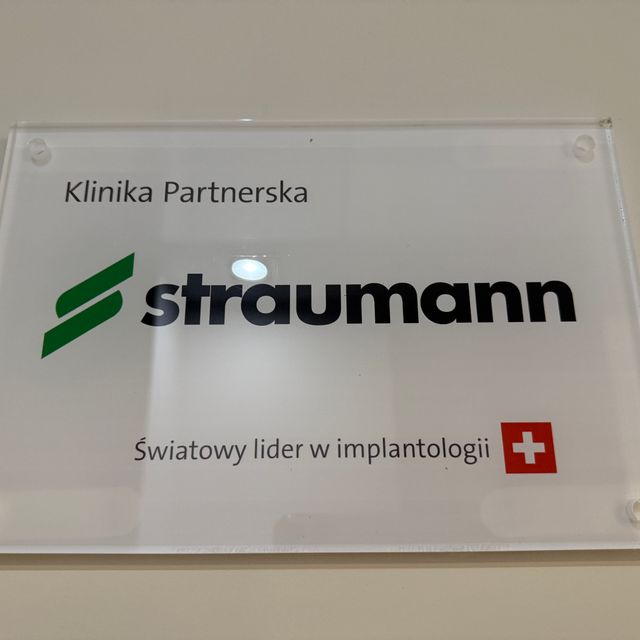 Klinika Partnerska
straumann
Światowy lider w implantologii